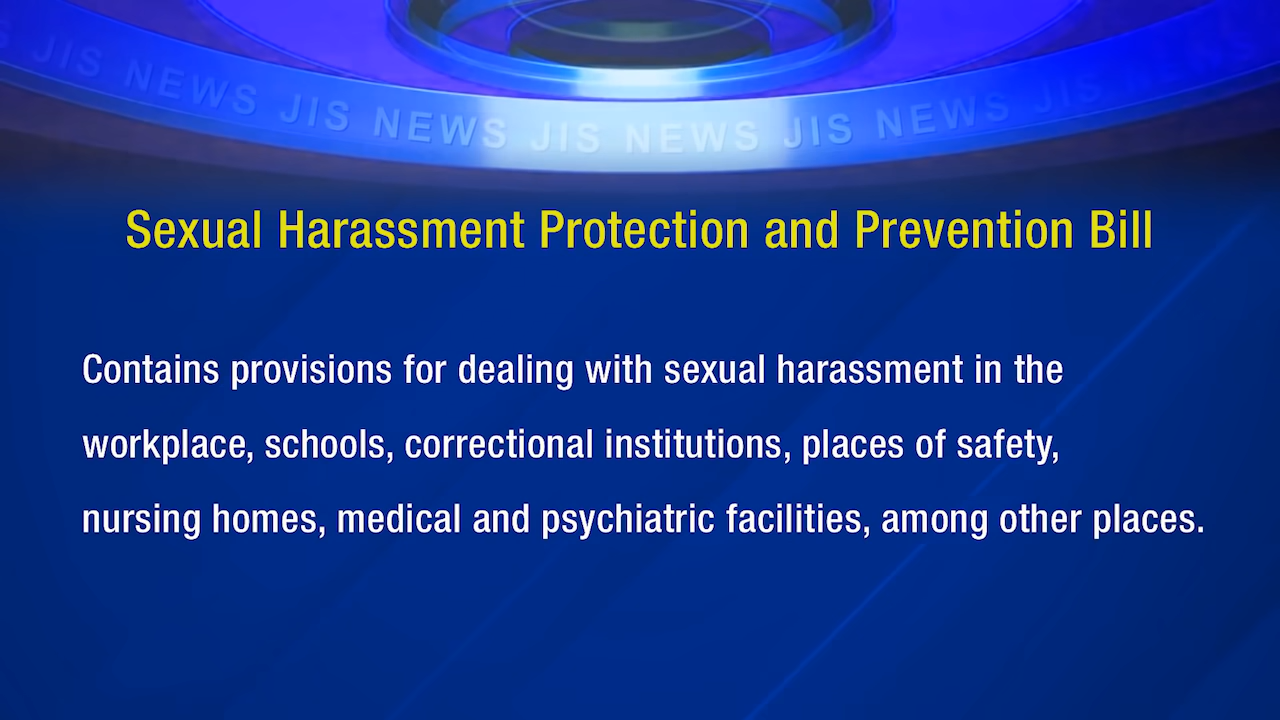 JIS NEWS JIS NEWS JIS NEWS JIS NEWS JIS NEWS
Sexual Harassment Protection and Prevention Bill
Contains provisions for dealing with sexual harassment in the
workplace, schools, correctional institutions, places of safety,
nursing homes, medical and psychiatric facilities, among other places.